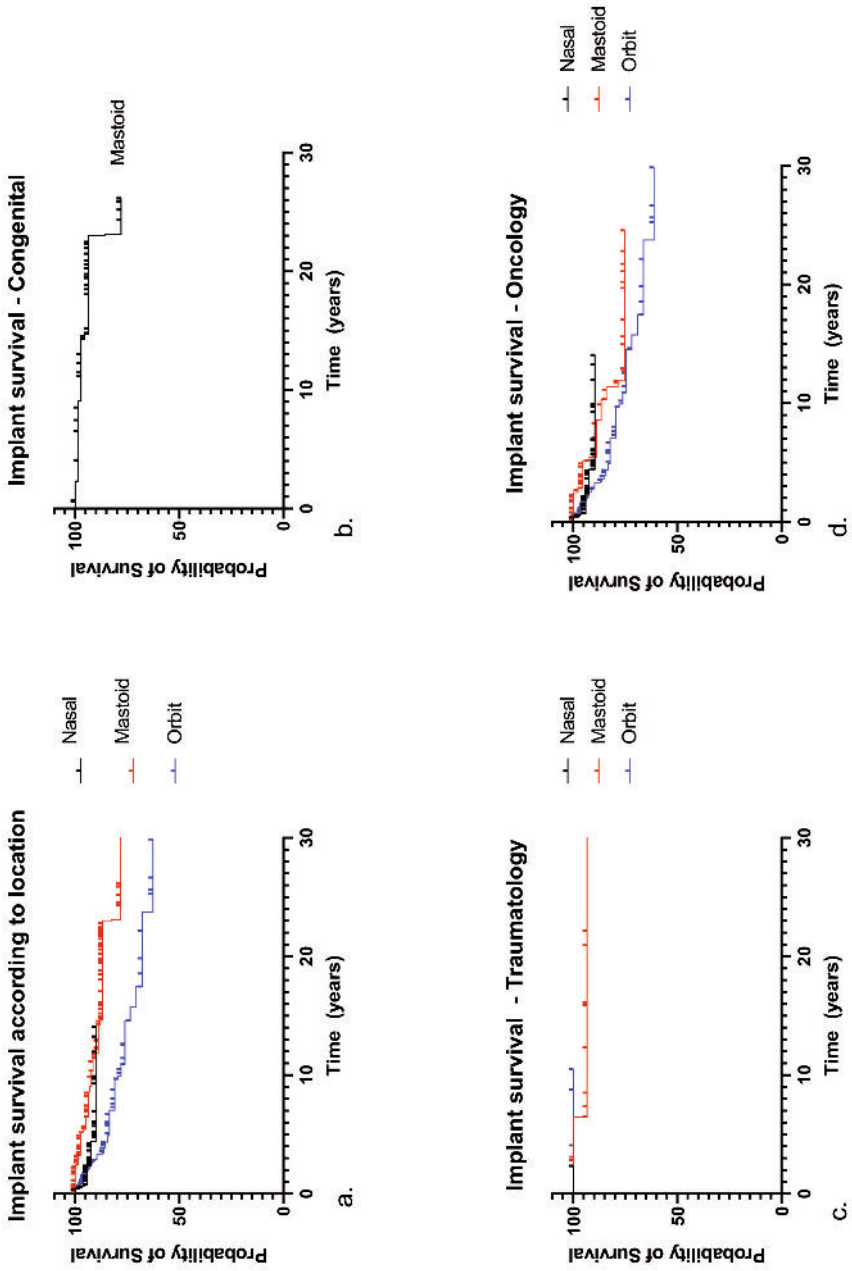 Implant survival according to location
Probability of Survival
100
50
0
0 10 20 30
Time (years)
Nasal
Mastoid
Orbit
a.
Implant survival - Congenital
Probability of Survival
100
50
0
0 10 20 30
Time (years)
Mastoid
b.
Implant survival - Traumatology
Probability of Survival
100
50
0
0 10 20 30
Time (years)
Nasal
Mastoid
Orbit
c.
Implant survival - Oncology
Probability of Survival
100
50
0
0 10 20 30
Time (years)
Nasal
Mastoid
Orbit
d.